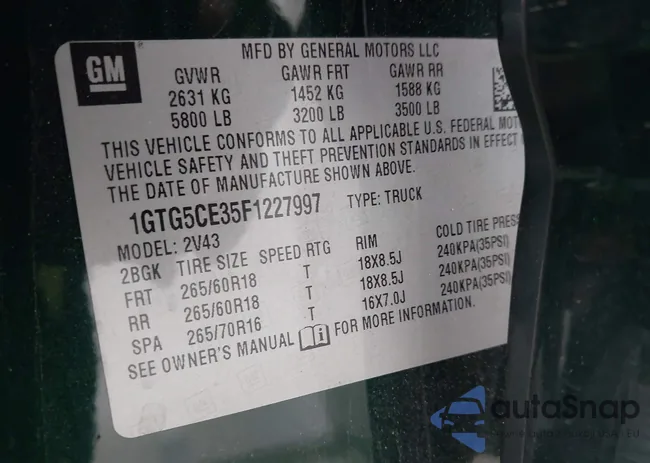 GM
MFD BY GENERAL MOTORS LLC
GVWR GAWR FRT GAWR RR
2631 KG 1452 KG 1588 KG
5800 LB 3200 LB 3500 LB
THIS VEHICLE CONFORMS TO ALL APPLICABLE U.S. FEDERAL MOT
VEHICLE SAFETY AND THEFT PREVENTION STANDARDS IN EFFECT
THE DATE OF MANUFACTURE SHOWN ABOVE.
1GTG5CE35F1227997 TYPE: TRUCK
MODEL: 2V43
2BGK TIRE SIZE SPEED RTG RIM COLD TIRE PRES
FRT 265/60R18 T 18X8.5J 240KPA(35PSI)
RR 265/60R18 T 18X8.5J 240KPA(35PSI)
SPA 265/70R16 T 16X7.0J 240KPA(35PSI)
SEE OWNER'S MANUAL FOR MORE INFORMATION.
autoSnap